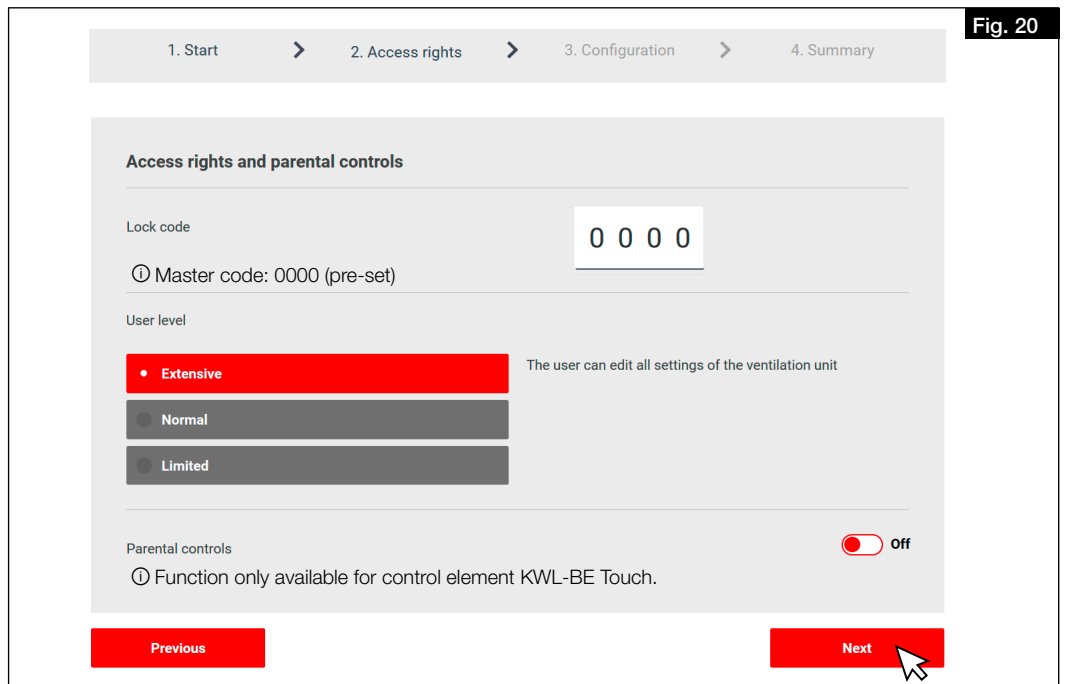 Fig. 20
1. Start
2. Access rights
3. Configuration
4. Summary
Access rights and parental controls
Lock code
0 0 0 0
Master code: 0000 (pre-set)
User level
Extensive
The user can edit all settings of the ventilation unit
Normal
Limited
Parental controls
Off
Function only available for control element KWL-BE Touch.
Previous
Next